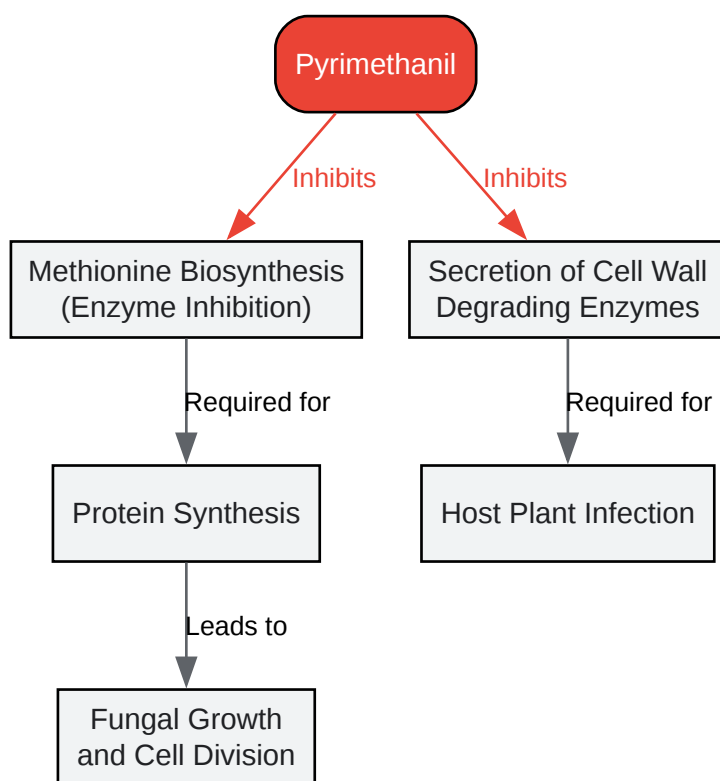 Pyrimethanil
Inhibits
Inhibits
Methionine Biosynthesis
(Enzyme Inhibition)
Secretion of Cell Wall
Degrading Enzymes
Required for
Required for
Protein Synthesis
Host Plant Infection
Leads to
Fungal Growth
and Cell Division